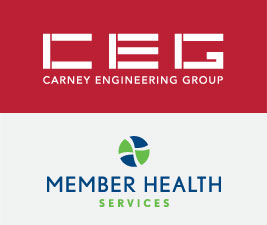 CEG
CARNEY ENGINEERING GROUP
MEMBER HEALTH
SERVICES